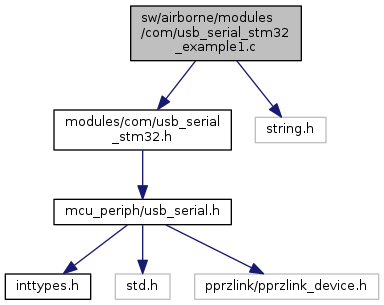 sw/airborne/modules
/com/usb_serial_stm32
_example1.c
modules/com/usb_serial
_stm32.h
string.h
mcu_periph/usb_serial.h
inttypes.h
std.h
pprzlink/pprzlink_device.h